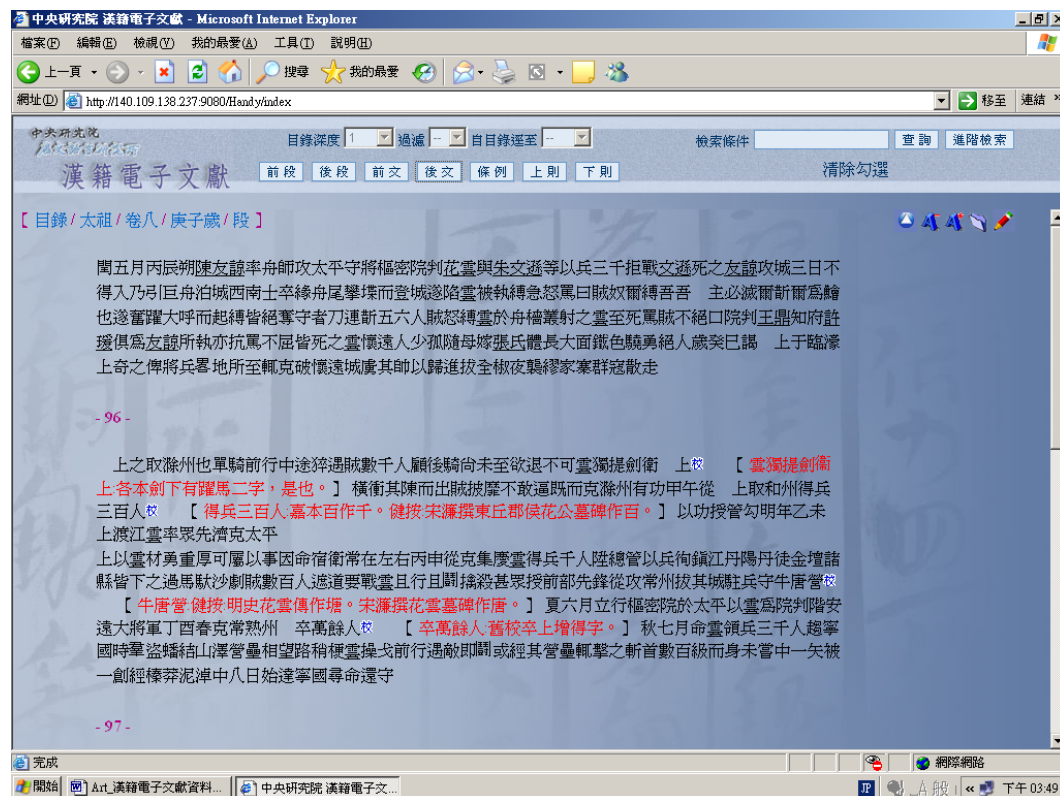 中央研究院 漢籍電子文獻 - Microsoft Internet Explorer
檔案(F) 編輯(E) 檢視(V) 我的最愛(A) 工具(T) 說明(H)
上一頁 搜尋 我的最愛
網址(D) http://140.109.138.237:9080/Handy/index 移至 連結 »
中央研究院 目錄深度 1 過濾 -- 自目錄逕至 -- 檢索條件 查詢 進階檢索
漢籍電子文獻 前段 後段 前文 後文 條例 上則 下則 清除勾選
【 目錄 / 太祖 / 卷八 / 庚子歲 / 段 】
閏五月丙辰朔陳友諒率舟師攻太平守將樞密院判花雲與朱文遜等以兵三千拒戰文遜死之友諒攻城三日不
得入乃引巨舟泊城西南士卒緣舟尾攀堞而登城遂陷雲被執縛急怒罵曰賊奴爾縛吾吾 主必滅爾斮爾為鱠
也遂奮躍大呼而起縛皆絕奪守者刀連斮五六人賊怒縛雲於舟檣叢射之雲至死罵賊不絕口院判王鼎知府許
瑗俱為友諒所執亦抗罵不屈皆死之雲懷遠人少孤隨母嫁張氏體長大面鐵色驍勇絕人歲癸巳謁 上于臨濠
上奇之俾將兵畧地所至輒克破懷遠城虜其帥以歸進拔全椒夜襲繆家寨群寇散走
- 96 -
上之取滁州也單騎前行中途猝遇賊數千人顧後騎尚未至欲退不可雲獨提劍衛 上校 【 雲獨提劍衛
上:各本劍下有躍馬二字，是也。】 橫衝其陳而出賊披靡不敢逼既而克滁州有功甲午從 上取和州得兵
三百人校 【 得兵三百人:嘉本百作千。健按:宋濂撰東丘郡侯花公墓碑作百。】 以功授管勾明年乙未
上渡江雲率眾先濟克太平
上以雲材勇重厚可屬以事因命宿衛常在左右丙申從克集慶雲得兵千人陞總管以兵徇鎮江丹陽丹徒金壇諸
縣皆下之過馬馱沙劇賊數百人遮道要戰雲且行且鬪擒殺甚眾授前部先鋒從攻常州拔其城駐兵守牛唐營校
【 牛唐營:健按:明史花雲傳作塘。宋濂撰花雲墓碑作唐。】 夏六月立行樞密院於太平以雲為院判階安
遠大將軍丁酉春克常熟州 卒萬餘人校 【 卒萬餘人:舊校卒上增得字。】 秋七月命雲領兵三千人趨寧
國時羣盜蟠結山澤營壘相望路稍梗雲操戈前行遇敵即鬪或經其營壘輒擊之斬首數百級而身未嘗中一矢被
一創經榛莽泥淖中八日始達寧國尋命還守
- 97 -
完成 網際網路
開始 Art_漢籍電子文獻資料... 中央研究院 漢籍電子文... JP A 般 « 下午 03:49